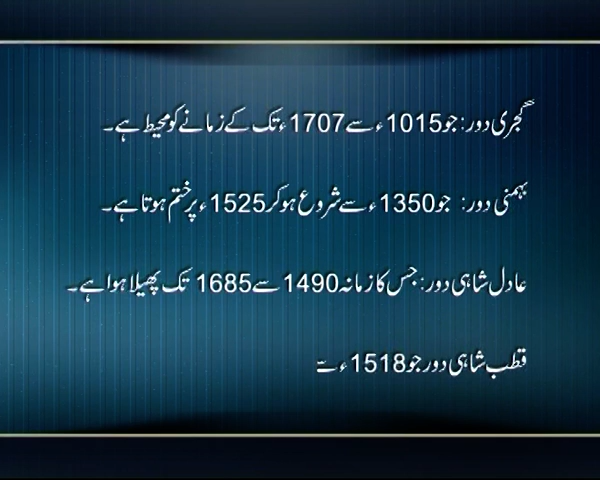 گجری دور: جو 1015ء سے 1707ء تک کے زمانے کو محیط ہے۔
بہمنی دور: جو 1350ء سے شروع ہوکر 1525ء پر ختم ہوتا ہے۔
عادل شاہی دور: جس کا زمانہ 1490 سے 1685 تک پھیلا ہوا ہے۔
قطب شاہی دور جو 1518ء سے